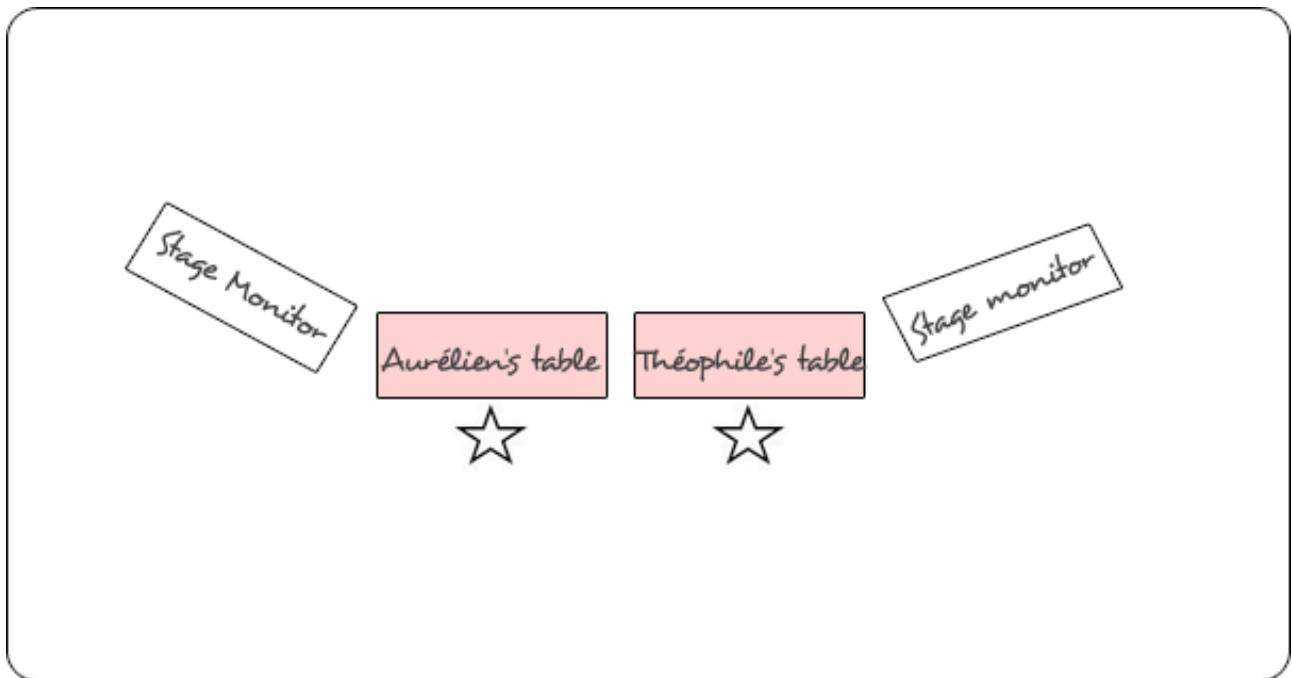 Stage Monitor
Stage monitor
Aurélien's table
Théophile's table